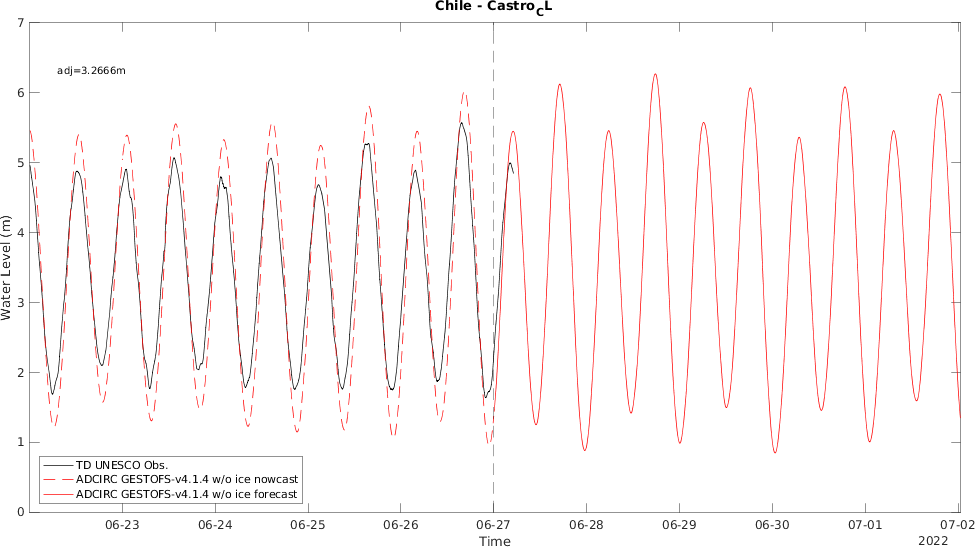 Chile - Castro_CL
adj=3.2666m
7
6
5
4
3
2
1
0
Water Level (m)
TD UNESCO Obs.
ADCIRC GESTOFS-v4.1.4 w/o ice nowcast
ADCIRC GESTOFS-v4.1.4 w/o ice forecast
06-23 06-24 06-25 06-26 06-27 06-28 06-29 06-30 07-01 07-02
Time
2022